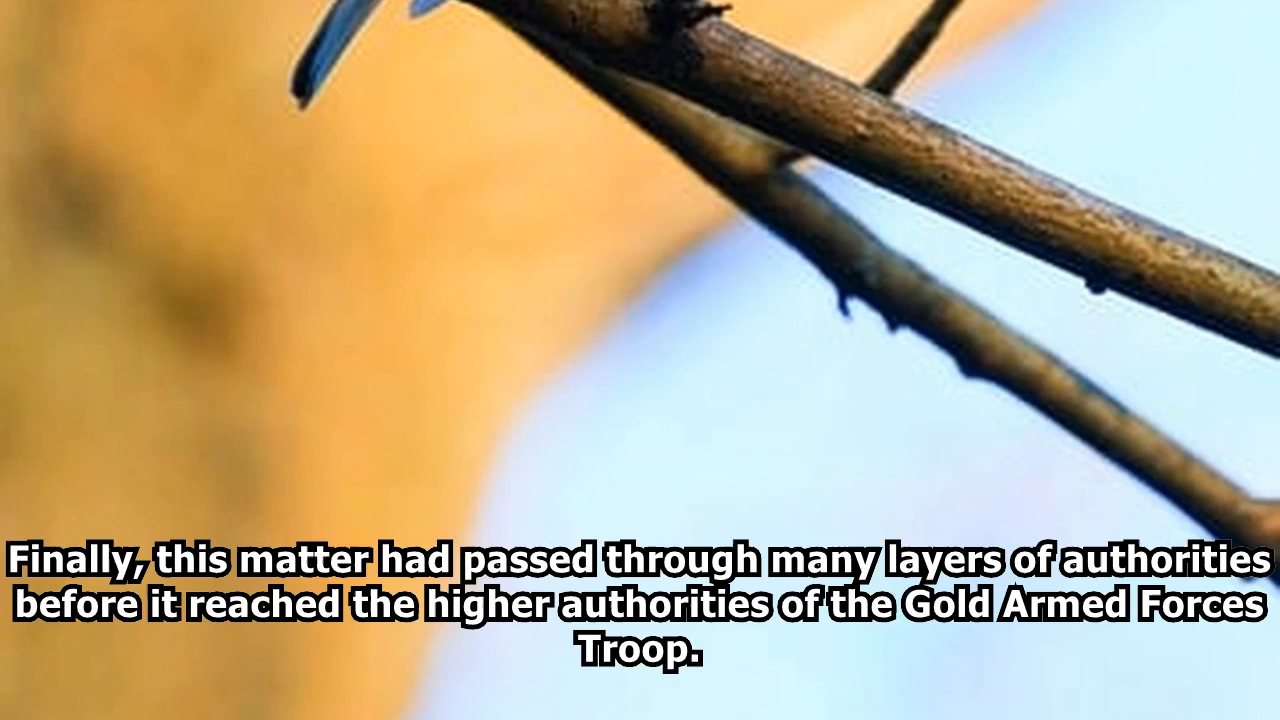 Finally, this matter had passed through many layers of authorities
before it reached the higher authorities of the Gold Armed Forces
Troop.